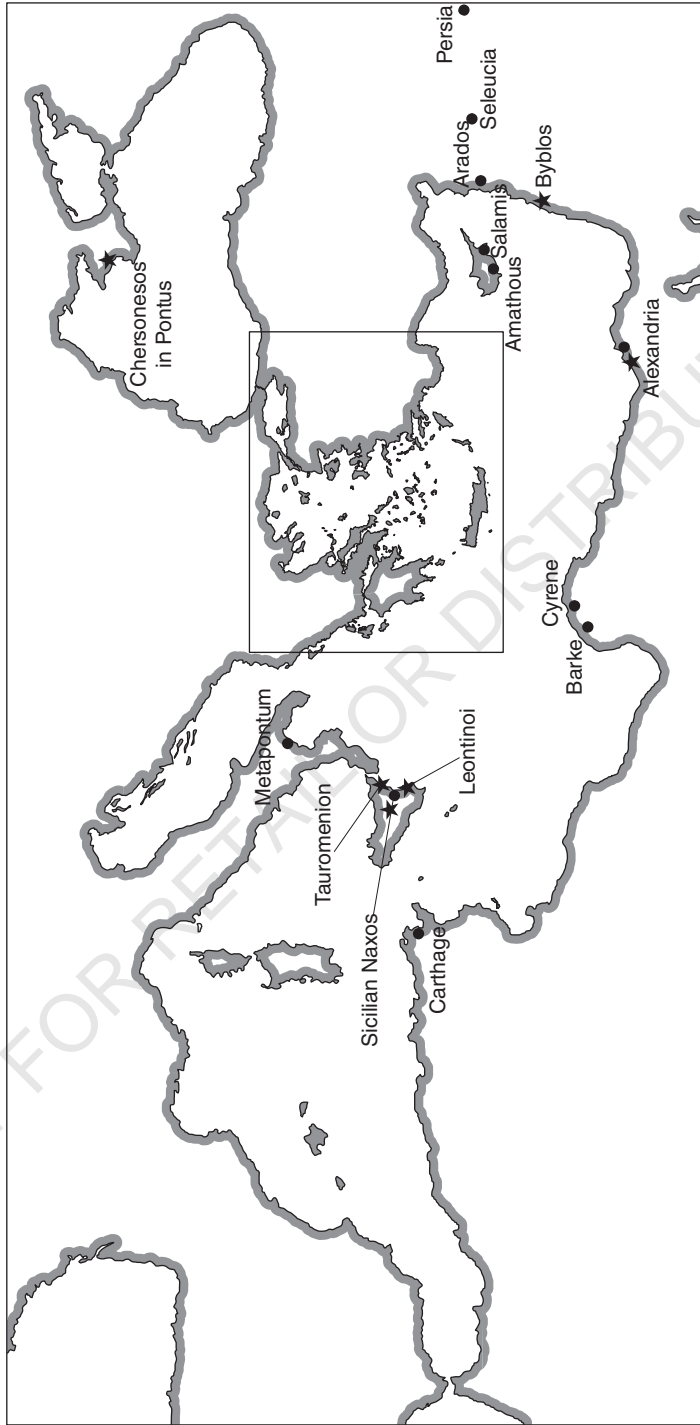 Chersonesos
in Pontus
Persia
Seleucia
Arados
Salamis
Byblos
Amathous
Alexandria
Cyrene
Barke
Metapontum
Tauromenion
Leontinoi
Sicilian Naxos
Carthage
FOR RETAIL OR DISTRIBU